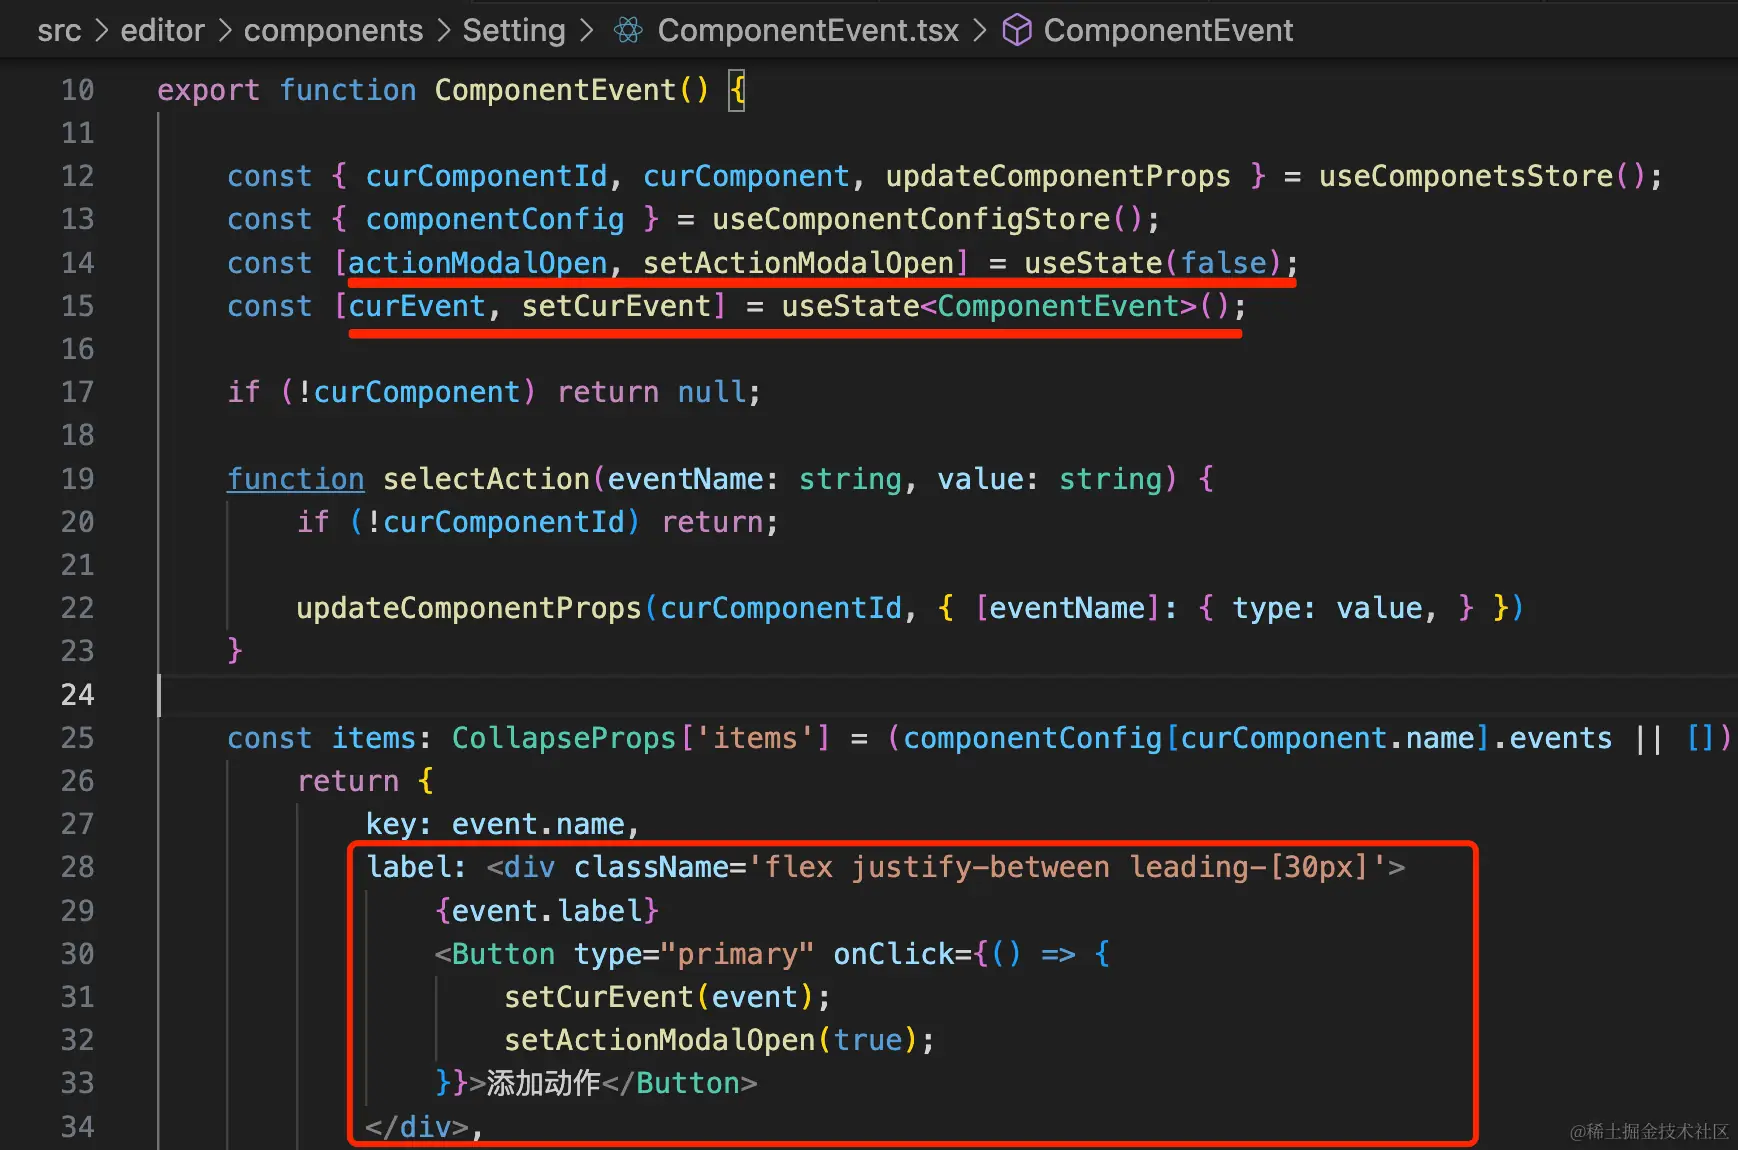 src > editor > components > Setting > ComponentEvent.tsx > ComponentEvent
10 export function ComponentEvent() {
11
12 const { curComponentId, curComponent, updateComponentProps } = useComponetsStore();
13 const { componentConfig } = useComponentConfigStore();
14 const [actionModalOpen, setActionModalOpen] = useState(false);
15 const [curEvent, setCurEvent] = useState<ComponentEvent>();
16
17 if (!curComponent) return null;
18
19 function selectAction(eventName: string, value: string) {
20 if (!curComponentId) return;
21
22 updateComponentProps(curComponentId, { [eventName]: { type: value, } })
23 }
24
25 const items: CollapseProps['items'] = (componentConfig[curComponent.name].events || [])
26 return {
27 key: event.name,
28 label: <div className='flex justify-between leading-[30px]'>
29 {event.label}
30 <Button type="primary" onClick={() => {
31 setCurEvent(event);
32 setActionModalOpen(true);
33 }}>添加动作</Button>
34 </div>,
@稀土掘金技术社区